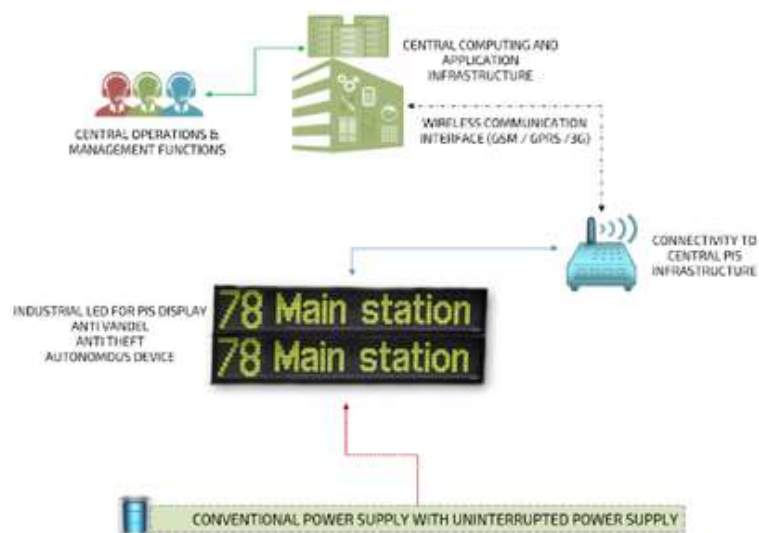 CENTRAL COMPUTING AND
APPLICATION
INFRASTRUCTURE
CENTRAL OPERATIONS &
MANAGEMENT FUNCTIONS
WIRELESS COMMUNICATION
INTERFACE (GSM / GPRS /3G)
CONNECTIVITY TO
CENTRAL PIS
INFRASTRUCTURE
INDUSTRIAL LED FOR PIS DISPLAY
ANTI VANDEL
ANTI THEFT
AUTONOMOUS DEVICE
78 Main station
78 Main station
CONVENTIONAL POWER SUPPLY WITH UNINTERRUPTED POWER SUPPLY